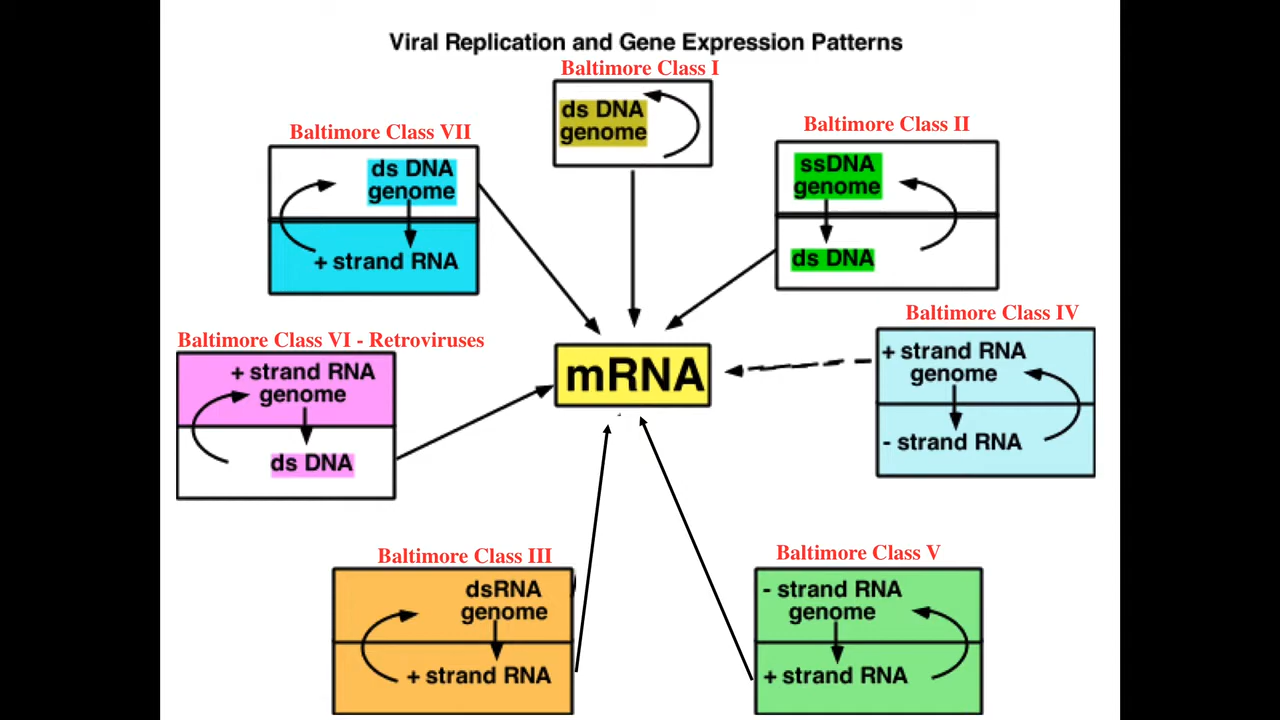 Viral Replication and Gene Expression Patterns
Baltimore Class I
ds DNA
genome
Baltimore Class II
ssDNA
genome
ds DNA
Baltimore Class VII
ds DNA
genome
+ strand RNA
Baltimore Class VI - Retroviruses
+ strand RNA
genome
ds DNA
mRNA
Baltimore Class IV
+ strand RNA
genome
- strand RNA
Baltimore Class III
dsRNA
genome
+ strand RNA
Baltimore Class V
- strand RNA
genome
+ strand RNA